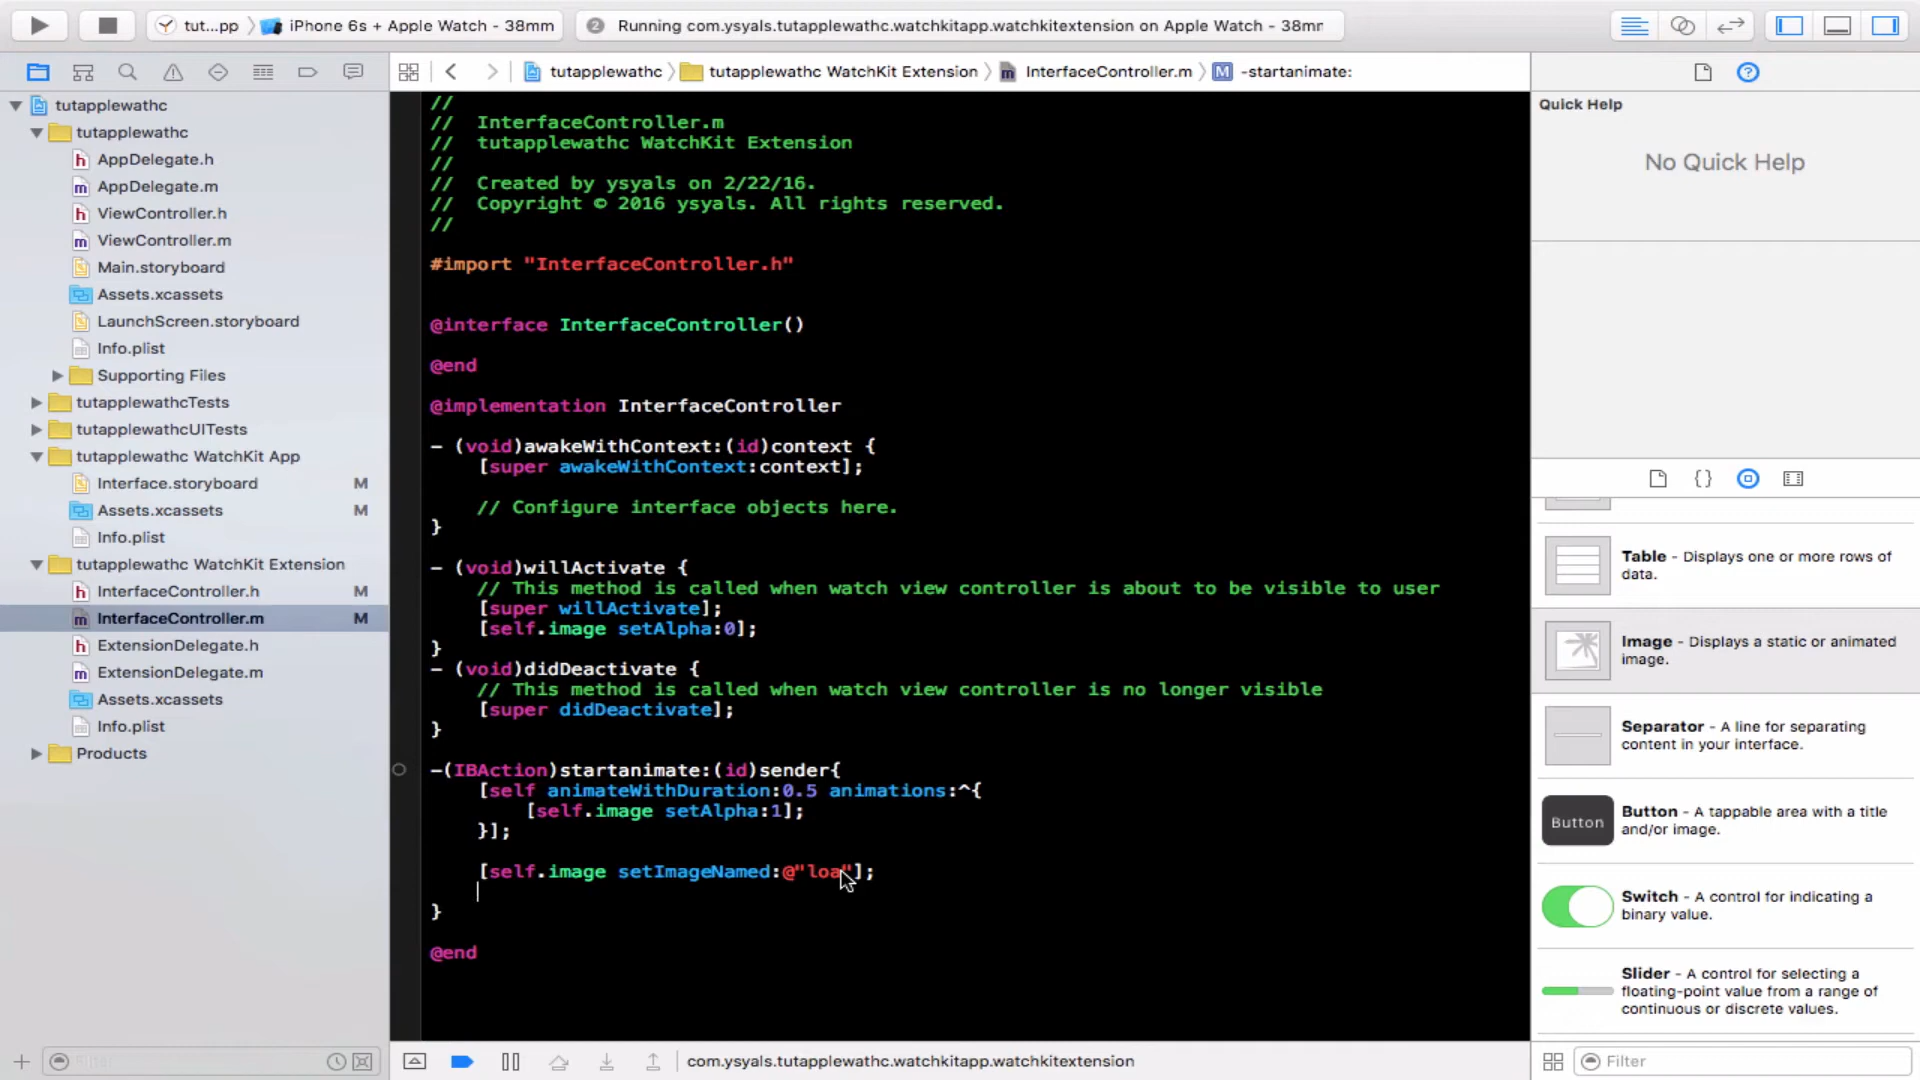 tut...pp iPhone 6s + Apple Watch - 38mm 2 Running com.ysyals.tutapplewathc.watchkitapp.watchkitextension on Apple Watch - 38mm
tutapplewathc tutapplewathc WatchKit Extension InterfaceController.m M -startanimate:
tutapplewathc
tutapplewathc
h AppDelegate.h
m AppDelegate.m
h ViewController.h
m ViewController.m
Main.storyboard
Assets.xcassets
LaunchScreen.storyboard
Info.plist
Supporting Files
tutapplewathcTests
tutapplewathcUITests
tutapplewathc WatchKit App
Interface.storyboard M
Assets.xcassets M
Info.plist
tutapplewathc WatchKit Extension
h InterfaceController.h M
m InterfaceController.m M
h ExtensionDelegate.h
m ExtensionDelegate.m
Assets.xcassets
Info.plist
Products
Filter
//
// InterfaceController.m
// tutapplewathc WatchKit Extension
//
// Created by ysyals on 2/22/16.
// Copyright © 2016 ysyals. All rights reserved.
//
#import "InterfaceController.h"
@interface InterfaceController()
@end
@implementation InterfaceController
- (void)awakeWithContext:(id)context {
[super awakeWithContext:context];
// Configure interface objects here.
}
- (void)willActivate {
// This method is called when watch view controller is about to be visible to user
[super willActivate];
[self.image setAlpha:0];
}
- (void)didDeactivate {
// This method is called when watch view controller is no longer visible
[super didDeactivate];
}
-(IBAction)startanimate:(id)sender{
[self animateWithDuration:0.5 animations:^{
[self.image setAlpha:1];
}];
[self.image setImageNamed:@"loa"];
}
@end
com.ysyals.tutapplewathc.watchkitapp.watchkitextension
Quick Help
No Quick Help
Table - Displays one or more rows of
data.
Image - Displays a static or animated
image.
Separator - A line for separating
content in your interface.
Button
Button - A tappable area with a title
and/or image.
Switch - A control for indicating a
binary value.
Slider - A control for selecting a
floating-point value from a range of
continuous or discrete values.
Filter